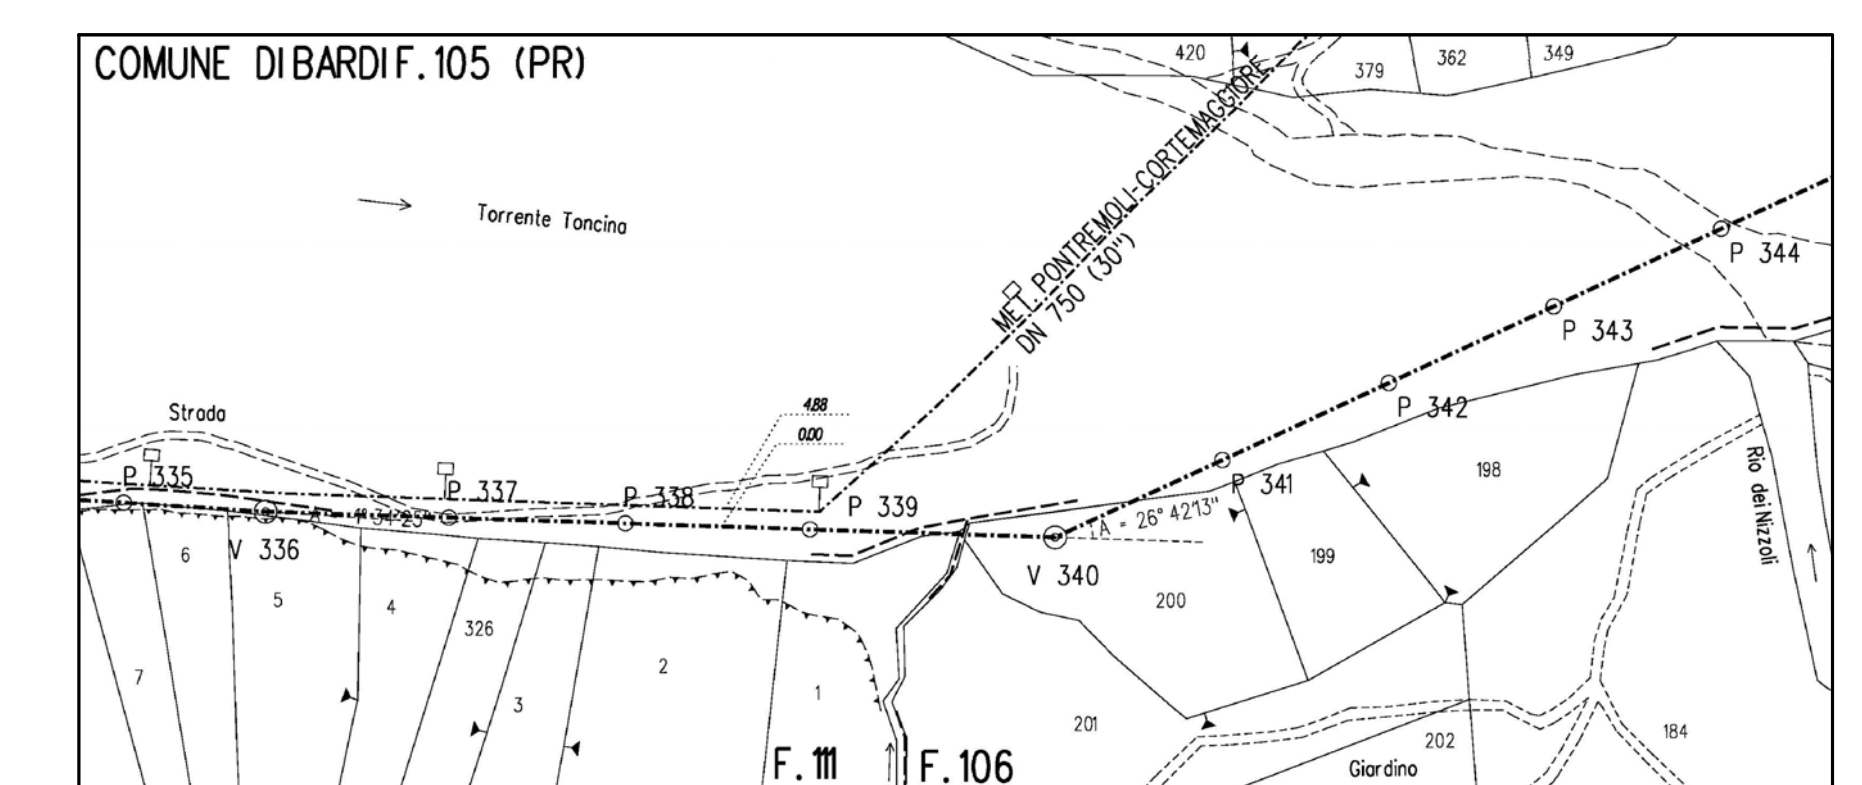 COMUNE DI BARDI F. 105 (PR)
420
379
362
349
MET. PONTREMOLI-CORTEMAGGIORE
DN 750 (30")
Torrente Toncina
P 344
P 343
P 342
P 341
Strada
4.88
0.00
P 335
P 337
P 338
P 339
V 336
A = 26° 42'13"
V 340
198
Rio dei Nizzoli
199
200
6
5
4
326
7
3
2
1
201
202
184
F. 111
F. 106
Giardino